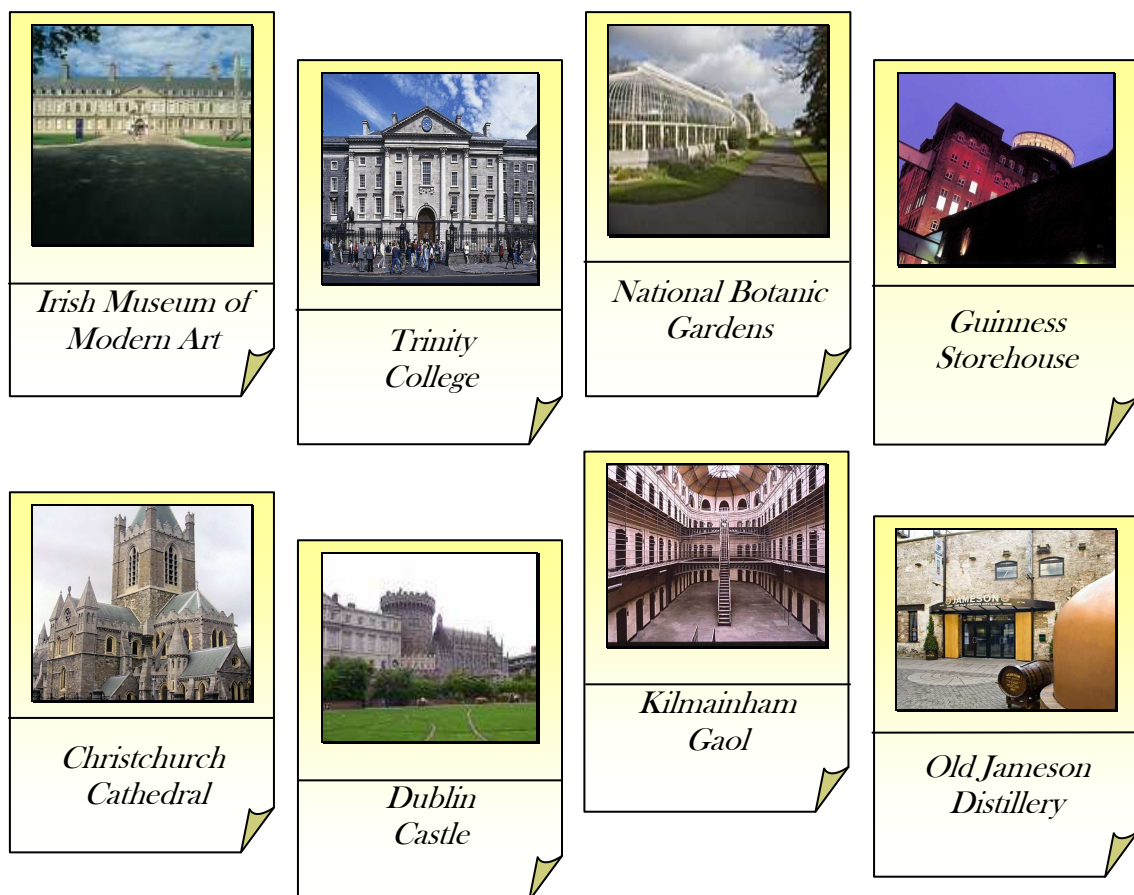 Irish Museum of
Modern Art
Trinity
College
National Botanic
Gardens
Guinness
Storehouse
Christchurch
Cathedral
Dublin
Castle
Kilmainham
Gaol
JAMESON
Old Jameson
Distillery